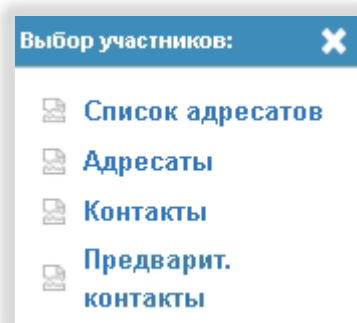 Выбор участников:
Список адресатов
Адресаты
Контакты
Предварит.
контакты